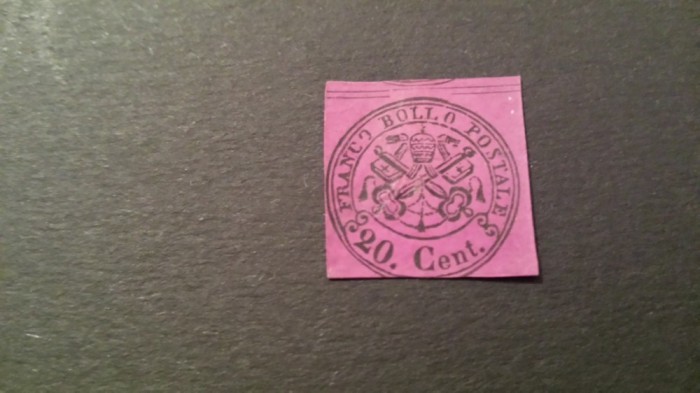 FRANCO BOLLO POSTALE
20. Cent.